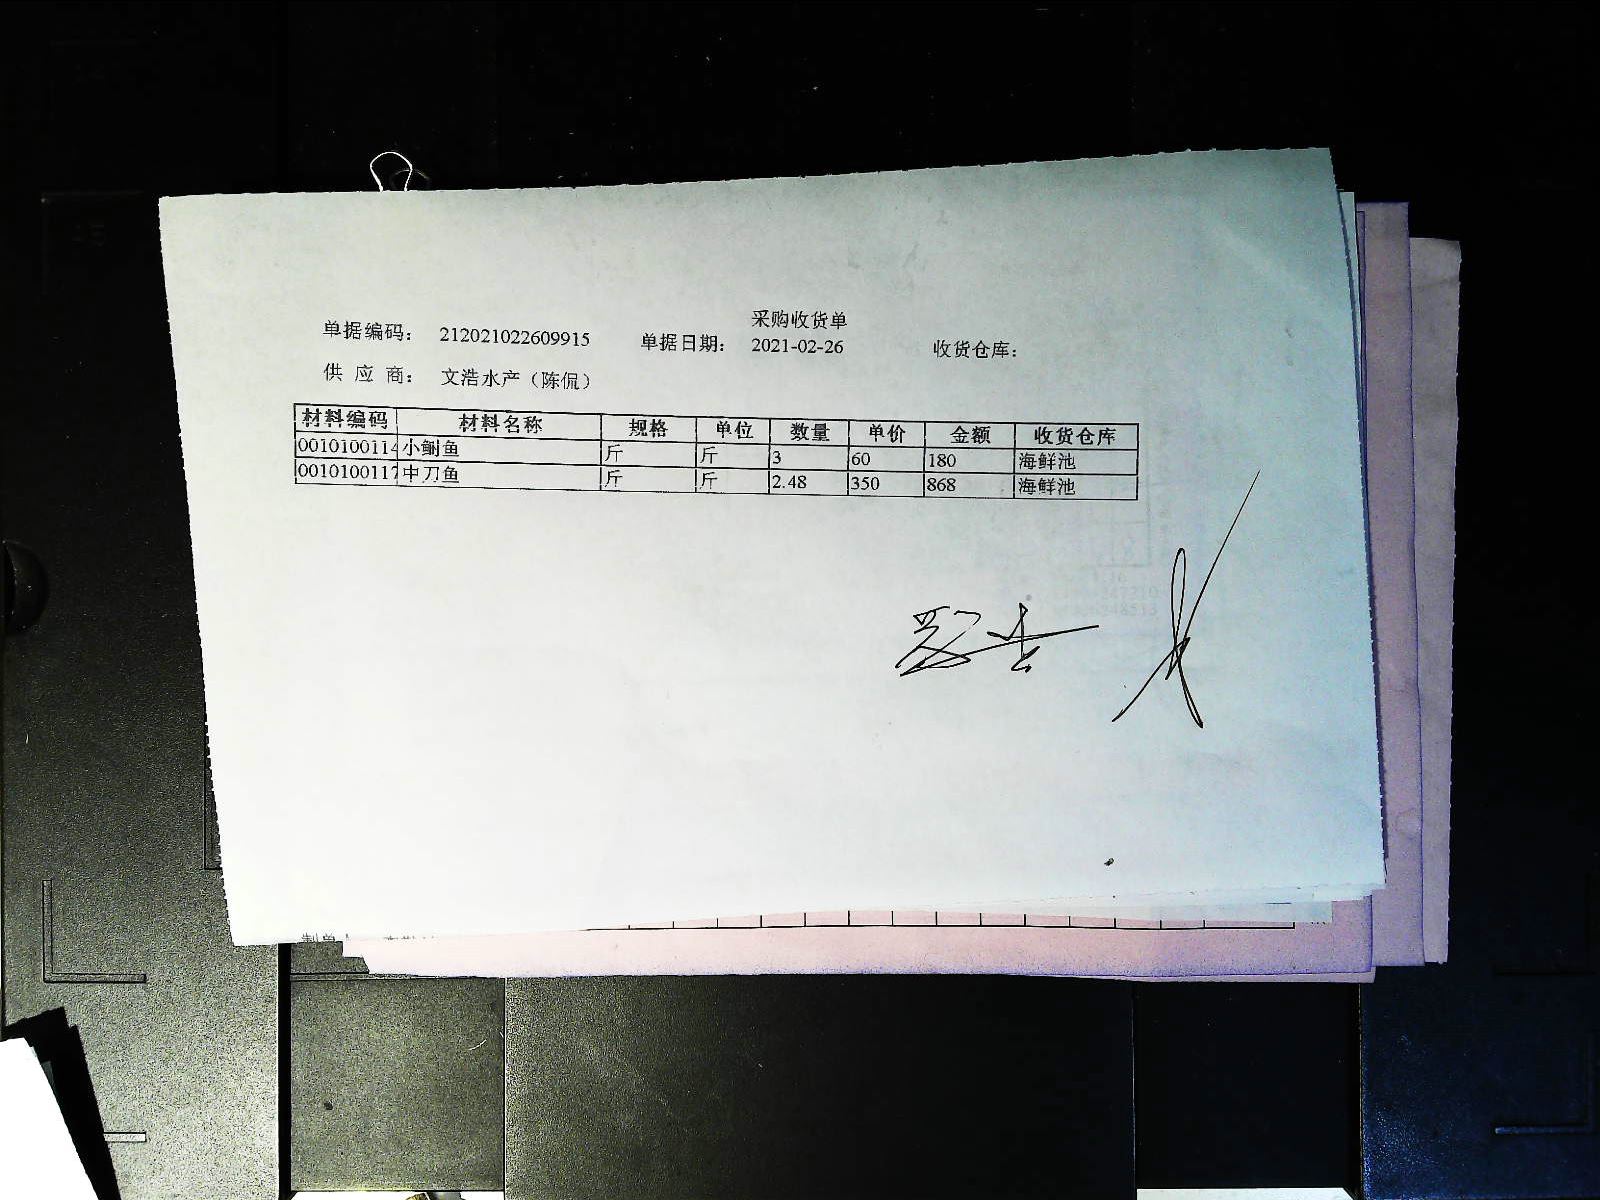 采购收货单
单据编码： 212021022609915 单据日期： 2021-02-26 收货仓库：
供 应 商： 文浩水产（陈侃）
材料编码 材料名称 规格 单位 数量 单价 金额 收货仓库
0010100114 小鮰鱼 斤 斤 3 60 180 海鲜池
0010100117 中刀鱼 斤 斤 2.48 350 868 海鲜池